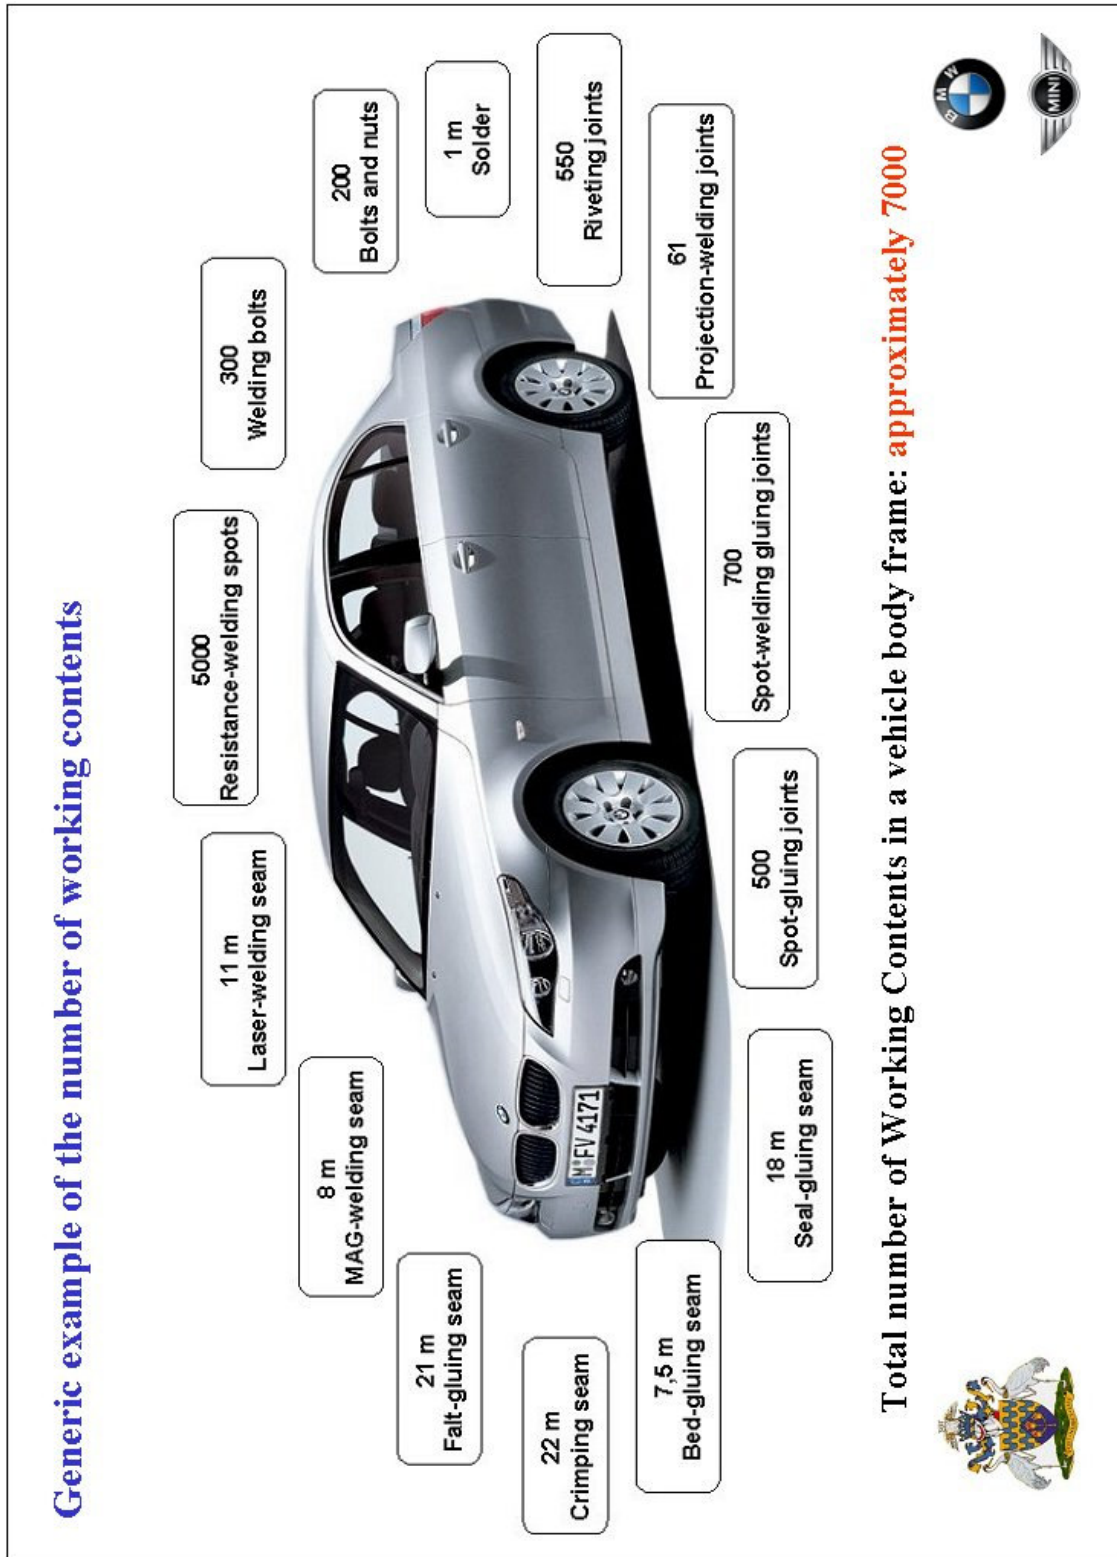 Generic example of the number of working contents
5000
Resistance-welding spots
300
Welding bolts
200
Bolts and nuts
1 m
Solder
550
Riveting joints
61
Projection-welding joints
700
Spot-welding gluing joints
500
Spot-gluing joints
18 m
Seal-gluing seam
7,5 m
Bed-gluing seam
22 m
Crimping seam
21 m
Falt-gluing seam
8 m
MAG-welding seam
11 m
Laser-welding seam
M FV 4171
Total number of Working Contents in a vehicle body frame: approximately 7000
BMW
MINI